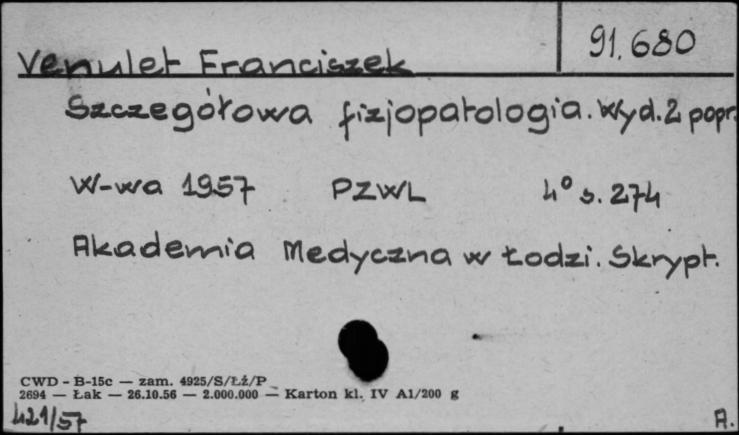 91.680
Venulet Franciszek
Szczegółowa fizjopatologia. Wyd. 2 popr.
W-wa 1957 PZWL 4° s. 274
Akademia Medyczna w Łodzi. Skrypt.
CWD - B-15c — zam. 4925/S/Łź/P
2694 — Łak — 26.10.56 — 2.000.000 — Karton kl. IV A1/200 g
421/57 A.